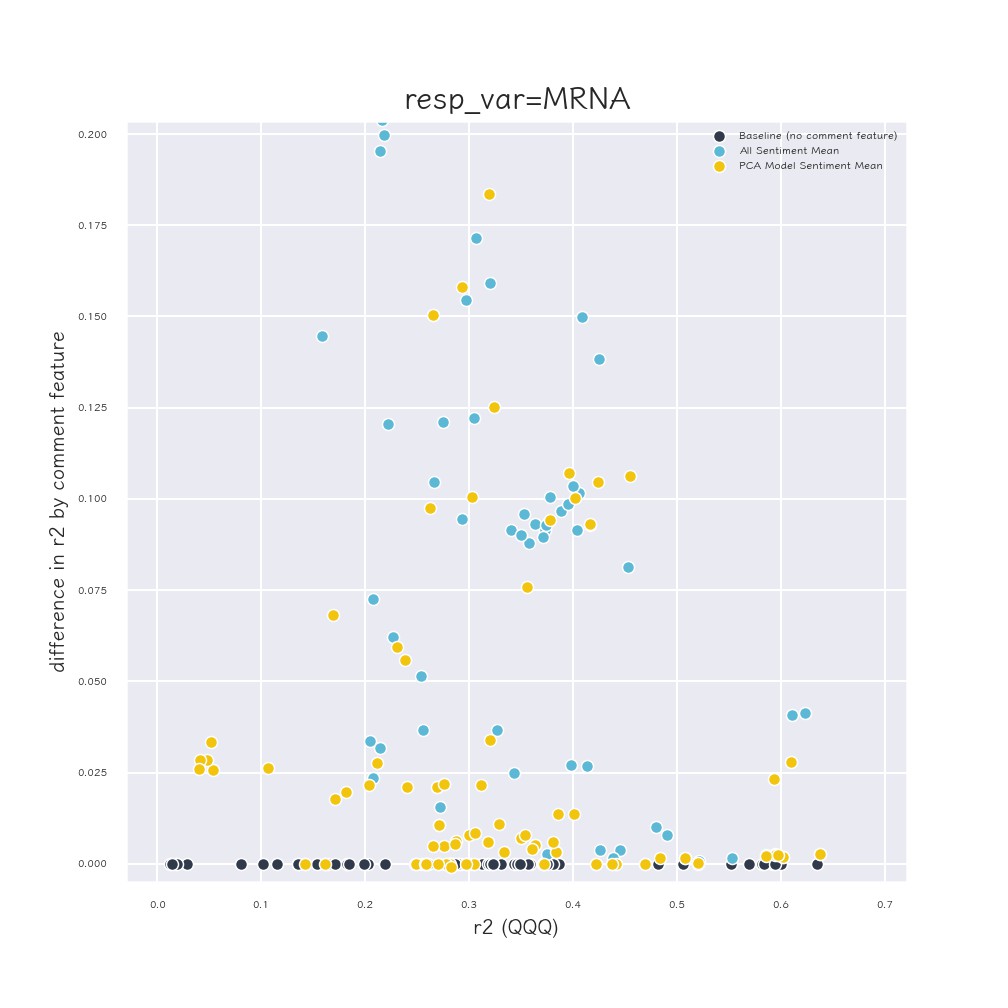 resp_var=MRNA
Baseline (no comment feature)
All Sentiment Mean
PCA Model Sentiment Mean
difference in r2 by comment feature
0.200
0.175
0.150
0.125
0.100
0.075
0.050
0.025
0.000
0.0 0.1 0.2 0.3 0.4 0.5 0.6 0.7
r2 (QQQ)